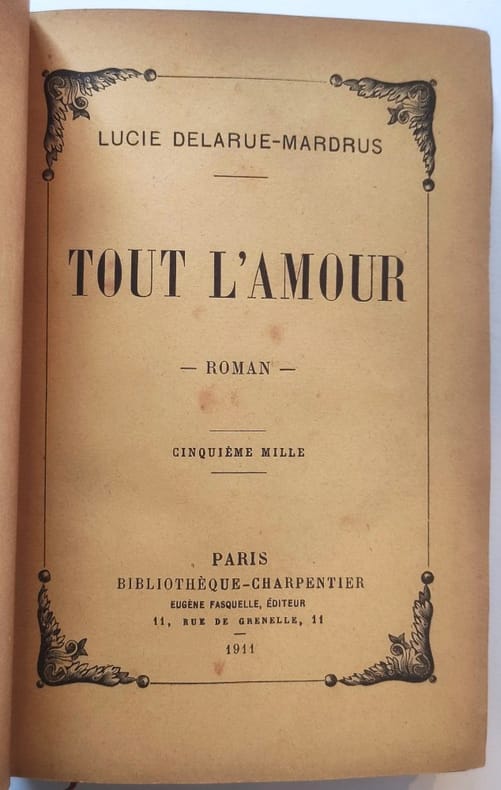 LUCIE DELARUE-MARDRUS
TOUT L'AMOUR
— ROMAN —
CINQUIÈME MILLE
PARIS
BIBLIOTHÈQUE-CHARPENTIER
EUGÈNE FASQUELLE, ÉDITEUR
11, RUE DE GRENELLE, 11
1911